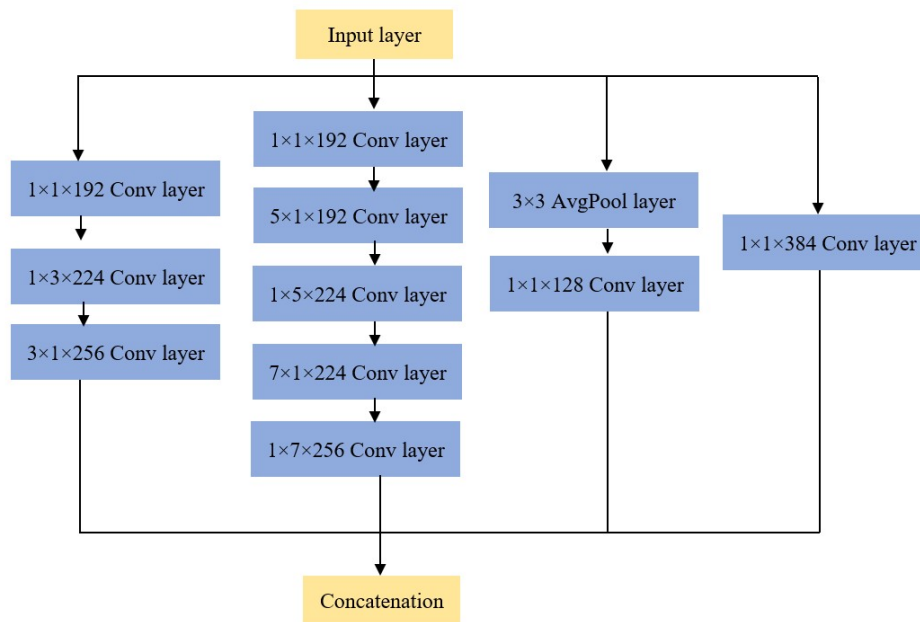 Input layer
1×1×192 Conv layer
1×3×224 Conv layer
3×1×256 Conv layer
1×1×192 Conv layer
5×1×192 Conv layer
1×5×224 Conv layer
7×1×224 Conv layer
1×7×256 Conv layer
3×3 AvgPool layer
1×1×128 Conv layer
1×1×384 Conv layer
Concatenation